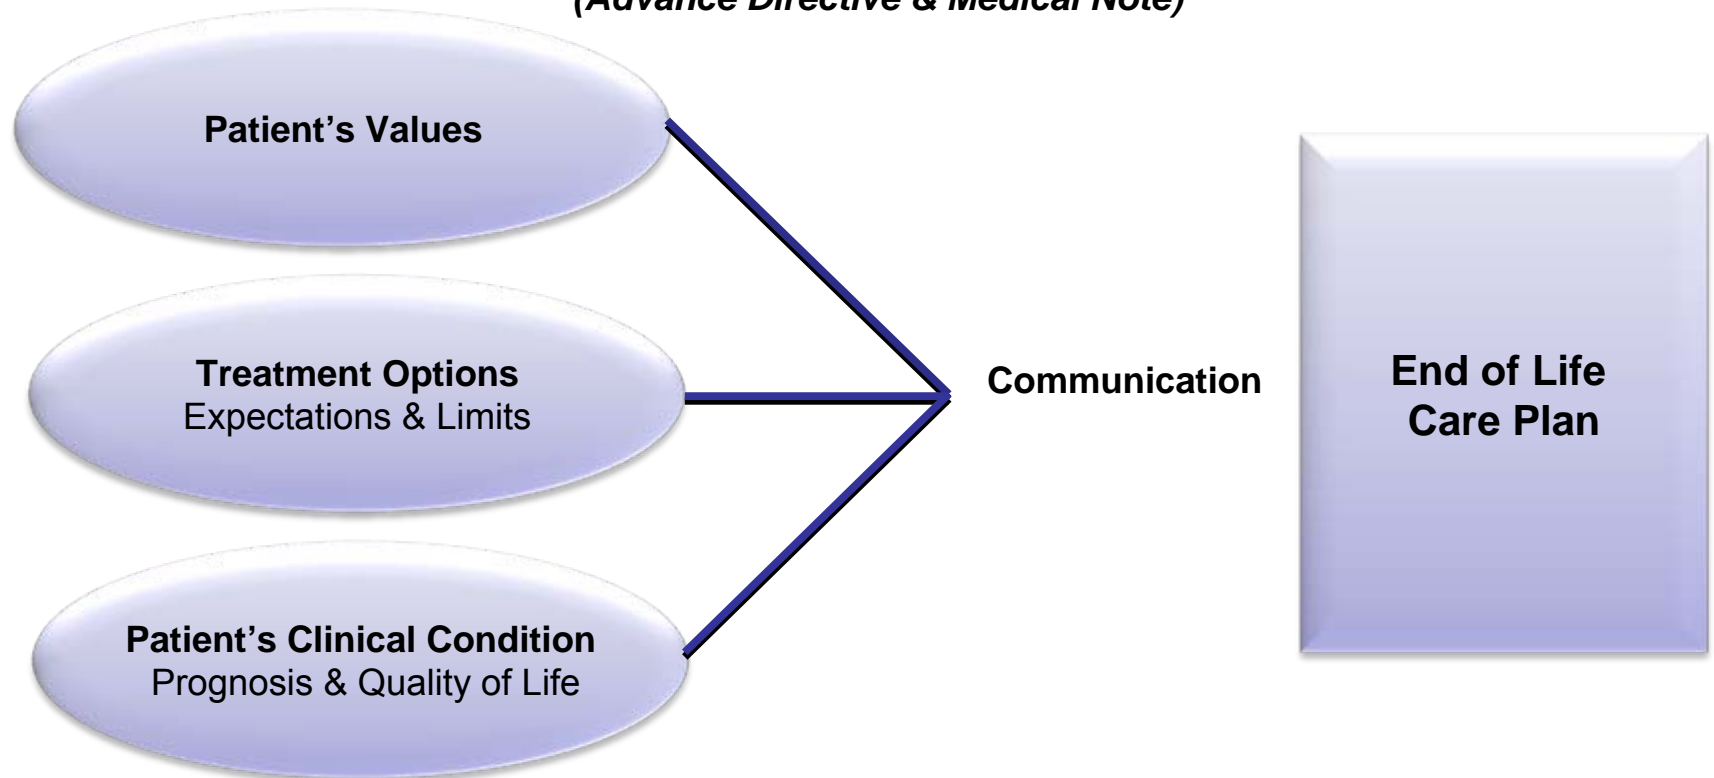 (Advance Directive & Medical Note)
Patient’s Values
Treatment Options
Expectations & Limits
Patient’s Clinical Condition
Prognosis & Quality of Life
Communication
End of Life
Care Plan